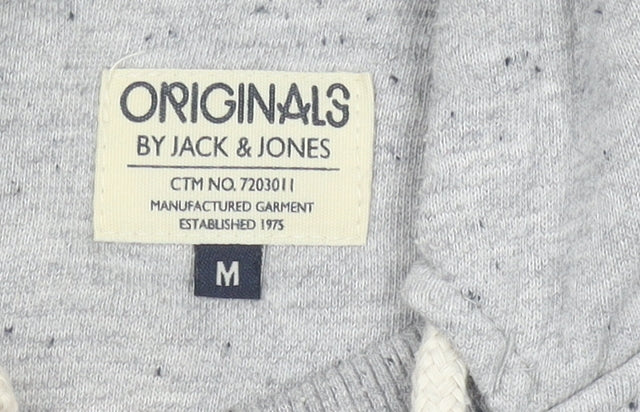 ORIGINALS
BY JACK & JONES
CTM NO. 7203011
MANUFACTURED GARMENT
ESTABLISHED 1975
M